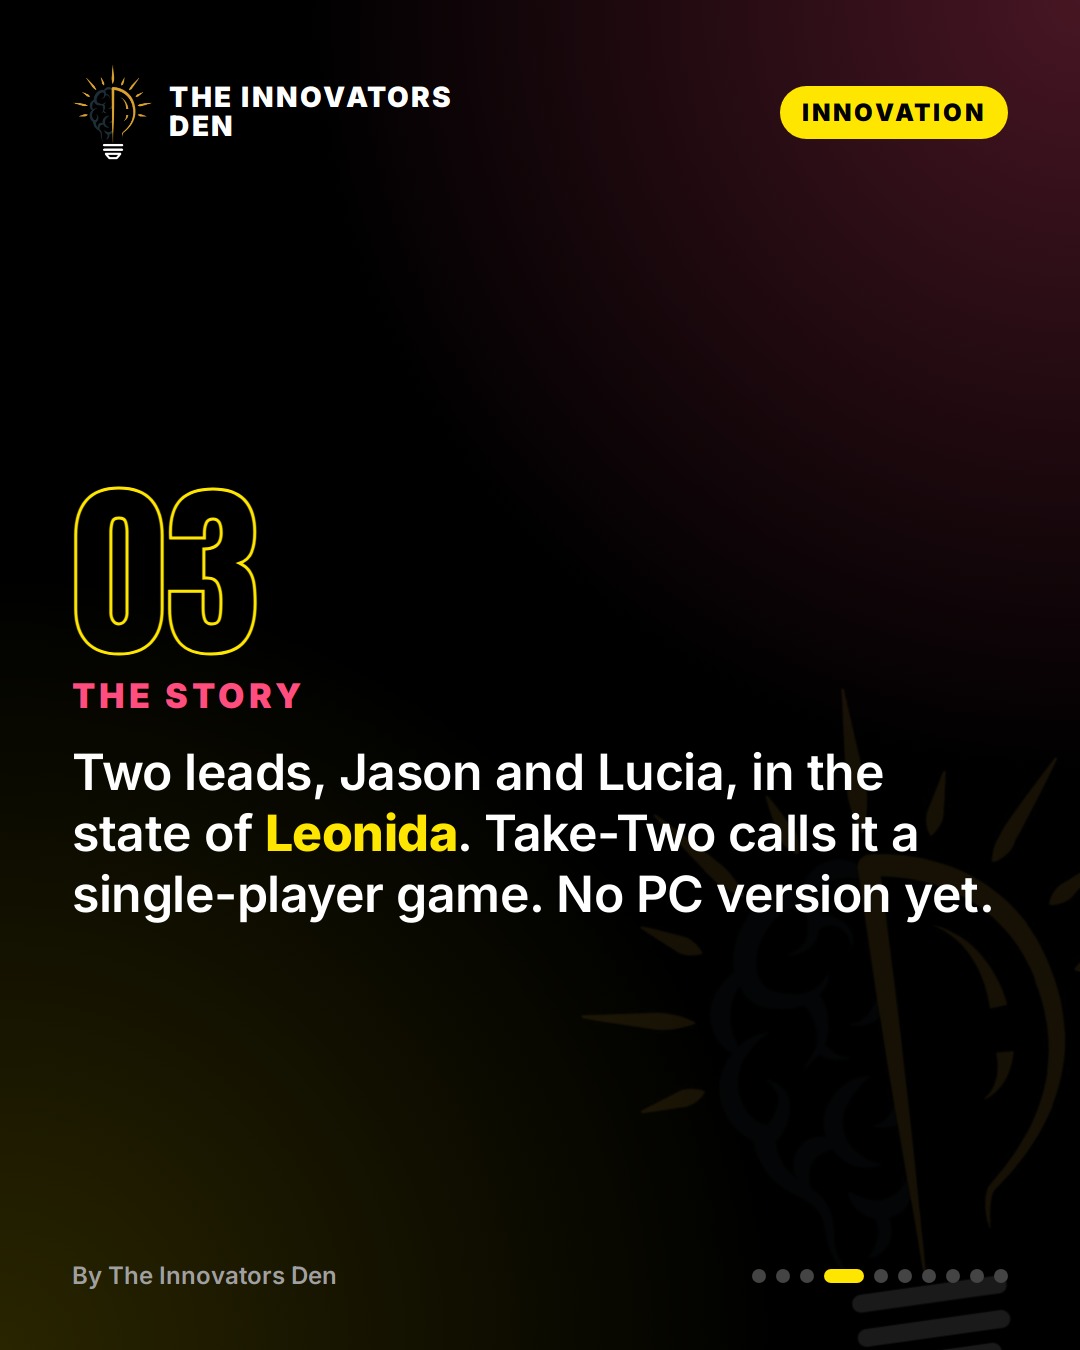 THE INNOVATORS
DEN
INNOVATION
03
THE STORY
Two leads, Jason and Lucia, in the
state of Leonida. Take-Two calls it a
single-player game. No PC version yet.
By The Innovators Den